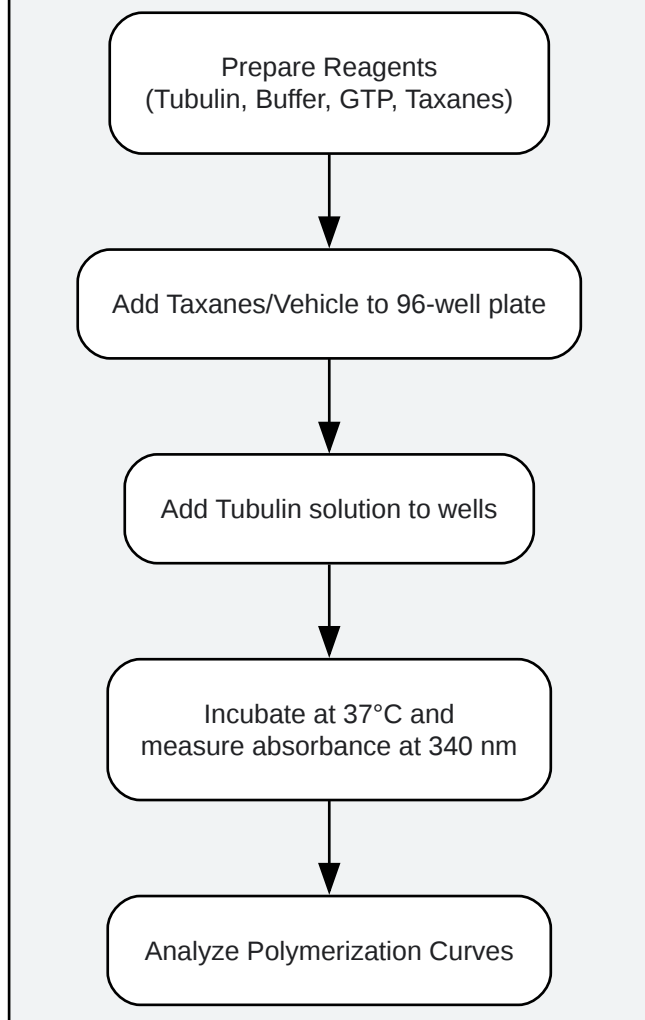 Prepare Reagents
(Tubulin, Buffer, GTP, Taxanes)
Add Taxanes/Vehicle to 96-well plate
Add Tubulin solution to wells
Incubate at 37°C and
measure absorbance at 340 nm
Analyze Polymerization Curves